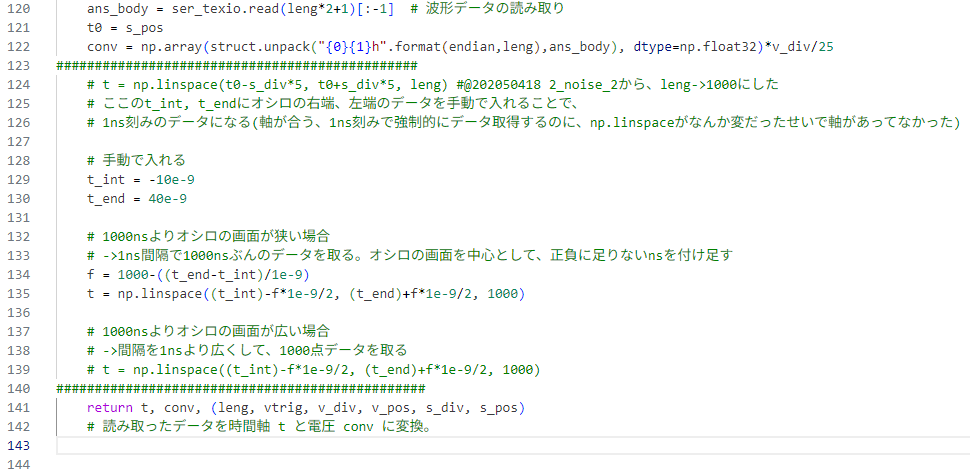 120 ans_body = ser_texio.read(leng*2+1)[:-1]  # 波形データの読み取り
121 t0 = s_pos
122 conv = np.array(struct.unpack("{0}{1}h".format(endian,leng),ans_body), dtype=np.float32)*v_div/25
123 ###############################################
124 # t = np.linspace(t0-s_div*5, t0+s_div*5, leng) #@202050418 2_noise_2から、leng->1000にした
125 # ここのt_int, t_endにオシロの右端、左端のデータを手動で入れることで、
126 # 1ns刻みのデータになる(軸が合う、1ns刻みで強制的にデータ取得するのに、np.linspaceがなんか変だったせいで軸があってなかった)
127
128 # 手動で入れる
129 t_int = -10e-9
130 t_end = 40e-9
131
132 # 1000nsよりオシロの画面が狭い場合
133 # ->1ns間隔で1000nsぶんのデータを取る。オシロの画面を中心として、正負に足りないnsを付け足す
134 f = 1000-((t_end-t_int)/1e-9)
135 t = np.linspace((t_int)-f*1e-9/2, (t_end)+f*1e-9/2, 1000)
136
137 # 1000nsよりオシロの画面が広い場合
138 # ->間隔を1nsより広くして、1000点データを取る
139 # t = np.linspace((t_int)-f*1e-9/2, (t_end)+f*1e-9/2, 1000)
140 ################################################
141 return t, conv, (leng, vtrig, v_div, v_pos, s_div, s_pos)
142 # 読み取ったデータを時間軸 t と電圧 conv に変換。
143
144